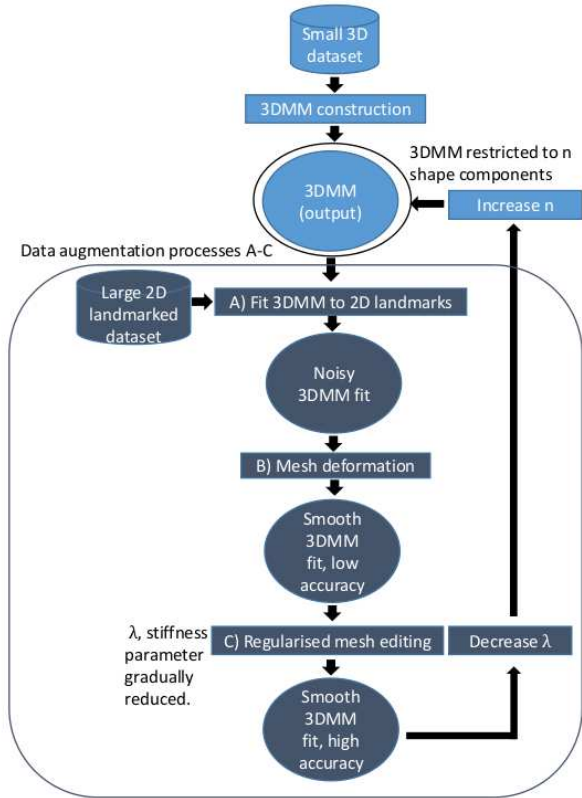 Small 3D
dataset
3DMM construction
3DMM restricted to n
shape components
3DMM
(output)
Increase n
Data augmentation processes A-C
Large 2D
landmarked
dataset
A) Fit 3DMM to 2D landmarks
Noisy
3DMM fit
B) Mesh deformation
Smooth
3DMM
fit, low
accuracy
λ, stiffness
parameter
gradually
reduced.
C) Regularised mesh editing
Decrease λ
Smooth
3DMM
fit, high
accuracy